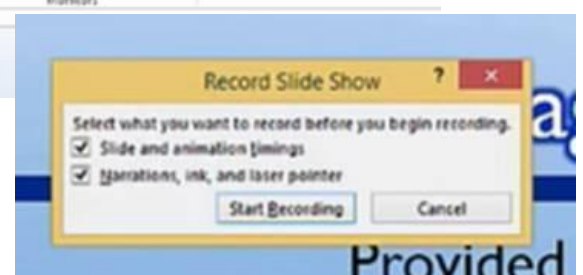 Monitors
Record Slide Show ?
Select what you want to record before you begin recording.
Slide and animation timings
Narrations, ink, and laser pointer
Start Recording Cancel
Provided